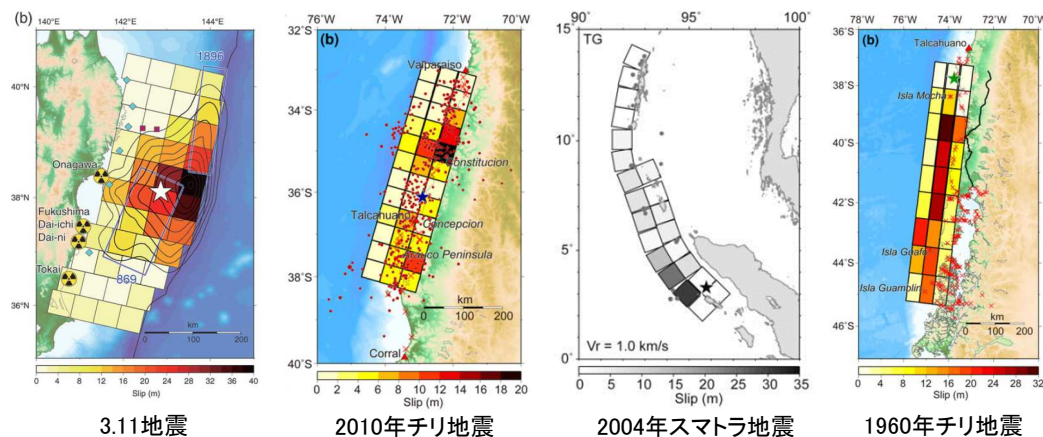 (b)
140°E
142°E
144°E
1896
40°N
Onagawa
38°N
Fukushima
Dai-ichi
Dai-ni
Tokai
869
36°N
km
0 100 200
0 4 8 12 16 20 24 28 32 36 40
Slip (m)
3.11地震
76°W 74°W 72°W 70°W
32°S
(b)
Valparaiso
34°S
Constitucion
36°S
Talcahuano
Concepcion
Arauco Peninsula
38°S
km
0 100 200
Corral
40°S
0 2 4 6 8 10 12 14 16 18 20
Slip (m)
2010年チリ地震
90° 95° 100°
TG
15°
10°
5°
0°
Vr = 1.0 km/s
0 5 10 15 20 25 30 35
Slip (m)
2004年スマトラ地震
76°W 74°W 72°W
36°S
(b)
Talcahuano
38°S
Isla Mocha
40°S
42°S
Isla Guafo
44°S
Isla Guamblin
km
0 100 200
46°S
0 4 8 12 16 20 24 28 32
Slip (m)
1960年チリ地震